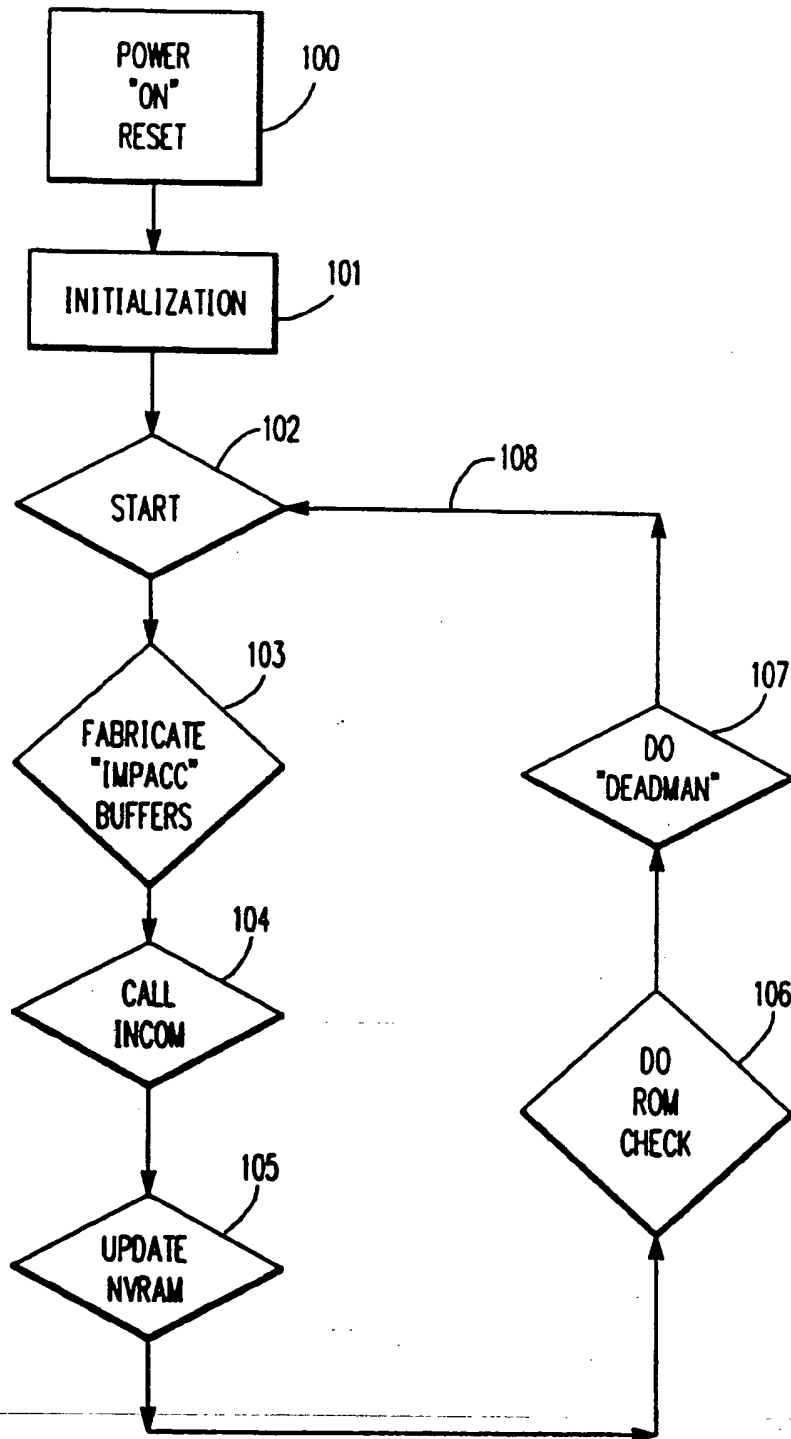 POWER
"ON"
RESET
100
INITIALIZATION
101
START
102
108
FABRICATE
"IMPACC"
BUFFERS
103
CALL
INCOM
104
UPDATE
NVRAM
105
DO
ROM
CHECK
106
DO
"DEADMAN"
107